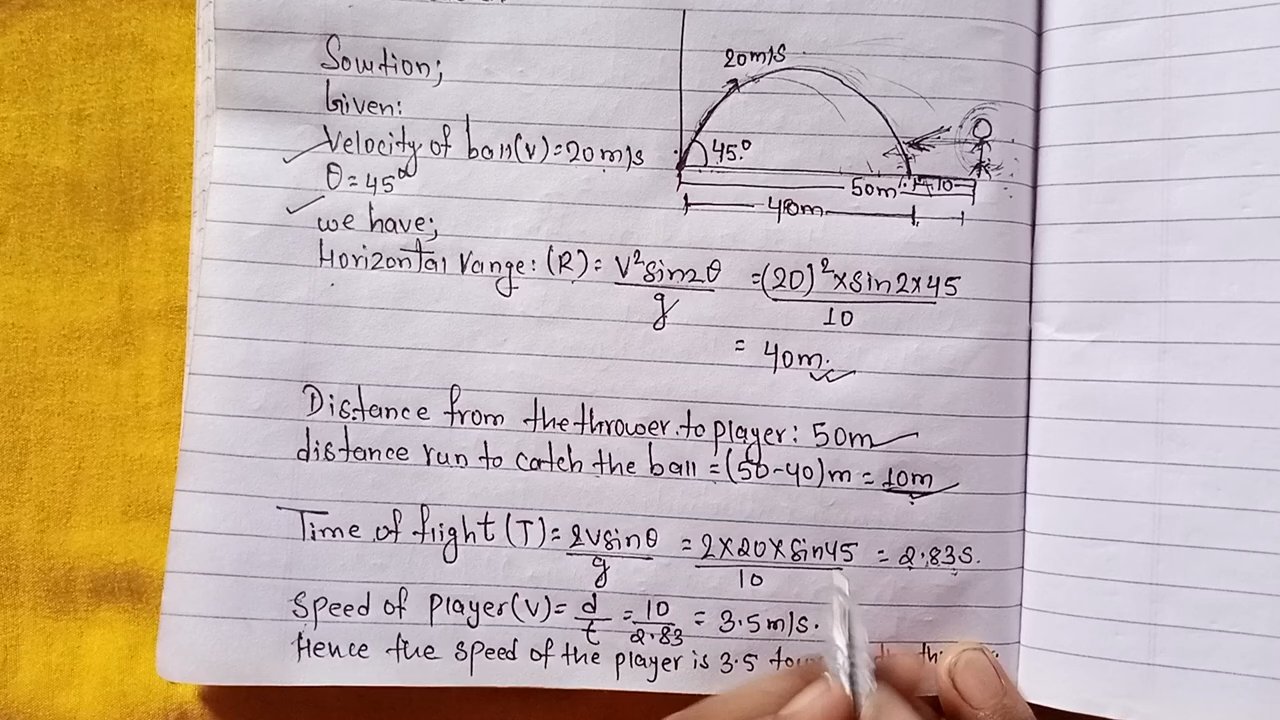 Solution;
Given:
Velocity of ball(v)=20m/s
θ=45°
we have;
Horizontal range: (R) = v²sin2θ/g = (20)²×sin2×45/10
= 40m.
20m/s
45°
50m
10
40m
Distance from the thrower to player: 50m
distance run to catch the ball = (50-40)m = 10m
Time of flight (T) = 2vsinθ/g = 2×20×sin45/10 = 2.83s.
Speed of player(v) = d/t = 10/2.83 = 3.5m/s.
Hence the speed of the player is 3.5